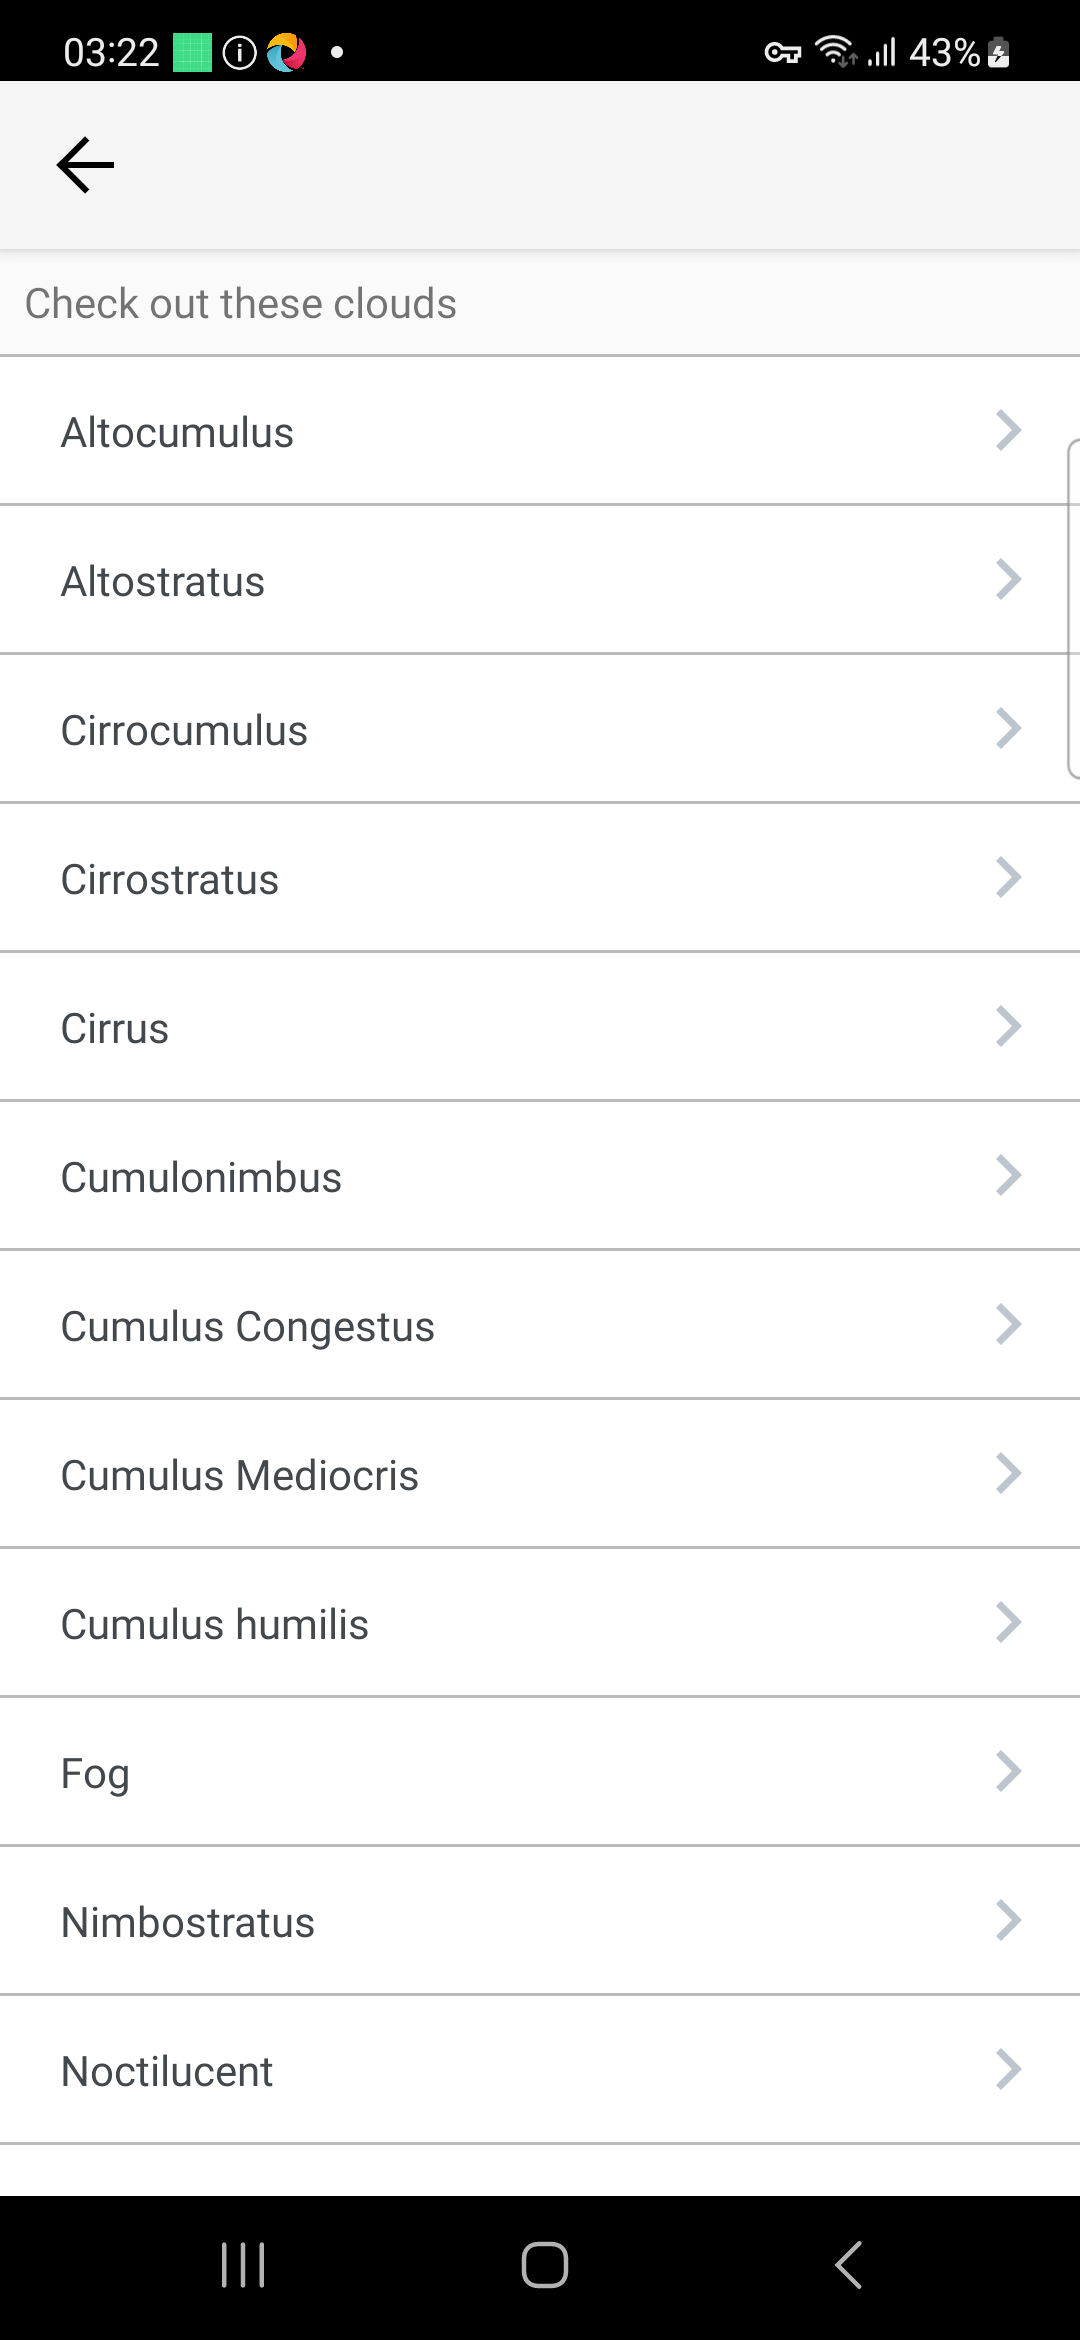 03:22 43%
Check out these clouds
Altocumulus
Altostratus
Cirrocumulus
Cirrostratus
Cirrus
Cumulonimbus
Cumulus Congestus
Cumulus Mediocris
Cumulus humilis
Fog
Nimbostratus
Noctilucent